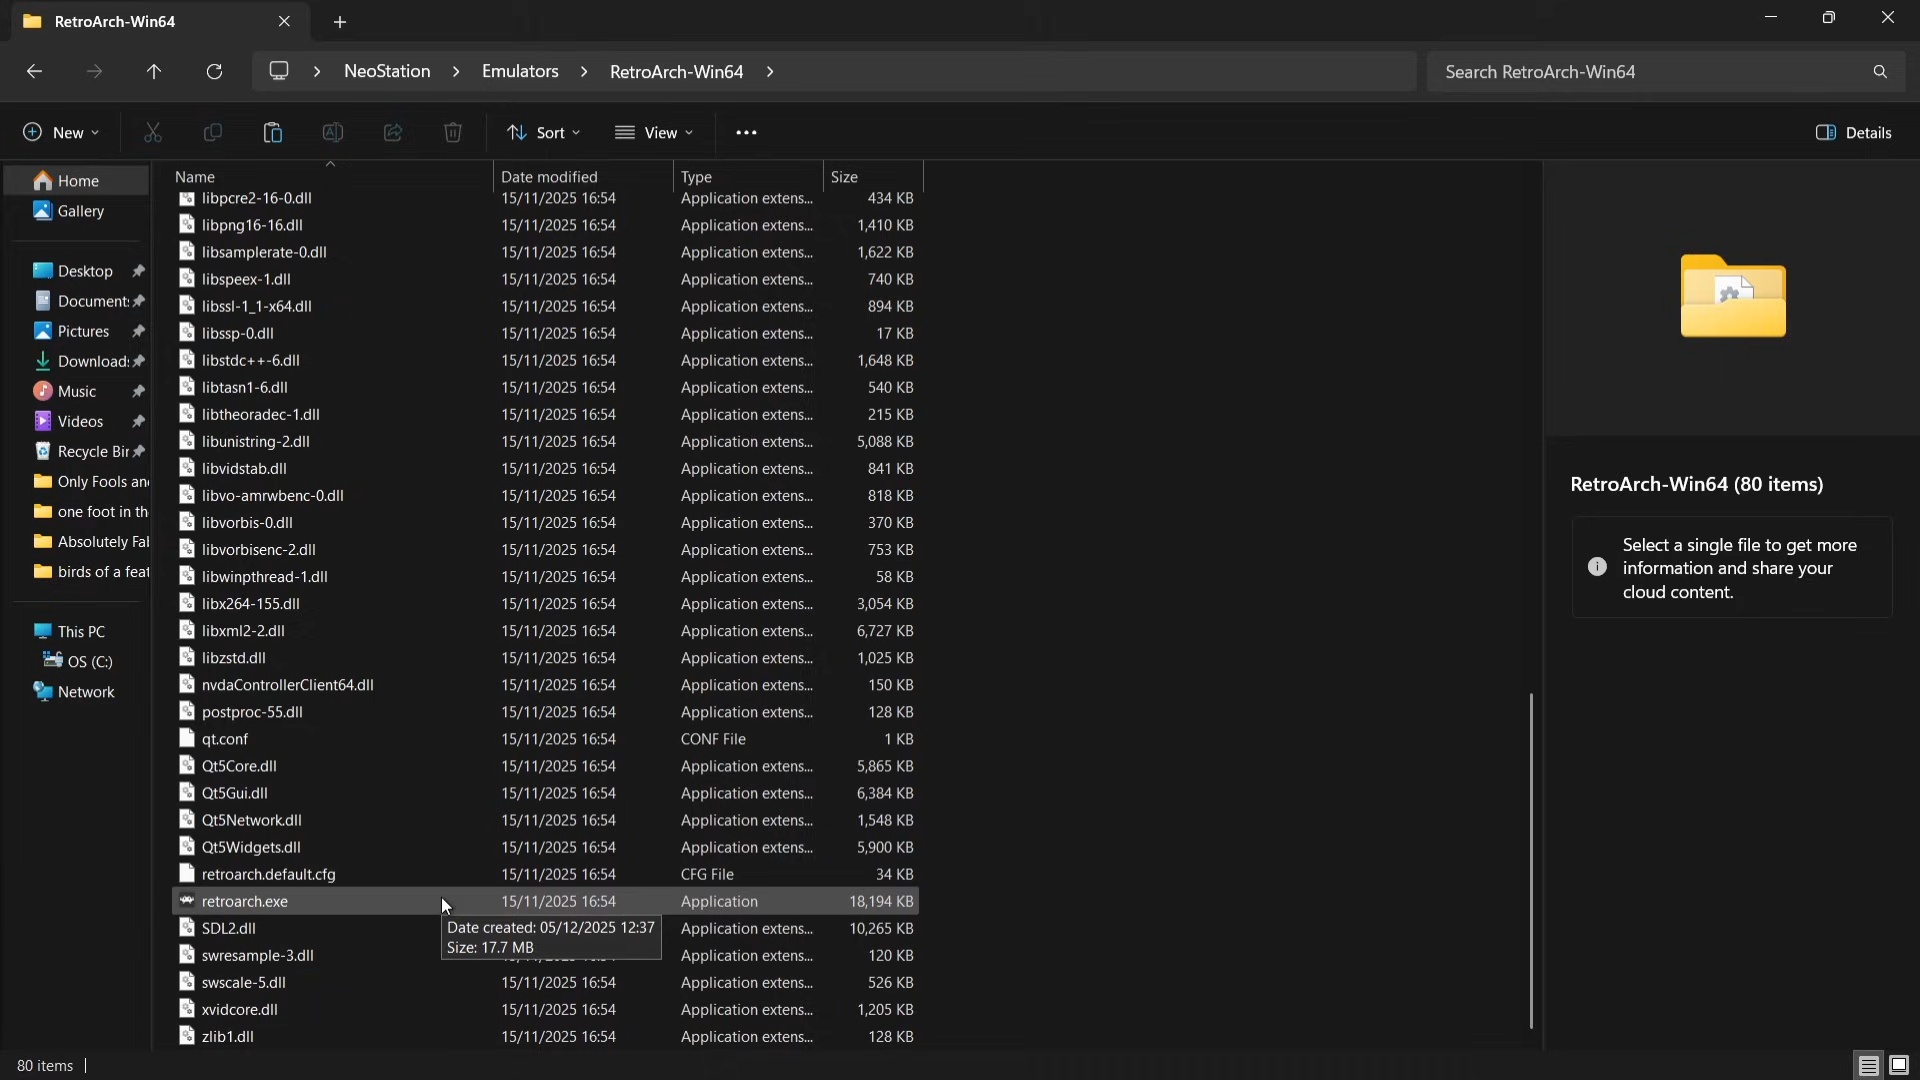 RetroArch-Win64
NeoStation
Emulators
RetroArch-Win64
Search RetroArch-Win64
New
Sort
View
Details
Home
Gallery
Desktop
Document
Pictures
Download
Music
Videos
Recycle Bin
Only Fools an
one foot in th
Absolutely Fa
birds of a feat
This PC
OS (C:)
Network
Name Date modified Type Size
libpcre2-16-0.dll 15/11/2025 16:54 Application extens... 434 KB
libpng16-16.dll 15/11/2025 16:54 Application extens... 1,410 KB
libsamplerate-0.dll 15/11/2025 16:54 Application extens... 1,622 KB
libspeex-1.dll 15/11/2025 16:54 Application extens... 740 KB
libssl-1_1-x64.dll 15/11/2025 16:54 Application extens... 894 KB
libssp-0.dll 15/11/2025 16:54 Application extens... 17 KB
libstdc++-6.dll 15/11/2025 16:54 Application extens... 1,648 KB
libtasn1-6.dll 15/11/2025 16:54 Application extens... 540 KB
libtheoradec-1.dll 15/11/2025 16:54 Application extens... 215 KB
libunistring-2.dll 15/11/2025 16:54 Application extens... 5,088 KB
libvidstab.dll 15/11/2025 16:54 Application extens... 841 KB
libvo-amrwbenc-0.dll 15/11/2025 16:54 Application extens... 818 KB
libvorbis-0.dll 15/11/2025 16:54 Application extens... 370 KB
libvorbisenc-2.dll 15/11/2025 16:54 Application extens... 753 KB
libwinpthread-1.dll 15/11/2025 16:54 Application extens... 58 KB
libx264-155.dll 15/11/2025 16:54 Application extens... 3,054 KB
libxml2-2.dll 15/11/2025 16:54 Application extens... 6,727 KB
libzstd.dll 15/11/2025 16:54 Application extens... 1,025 KB
nvdaControllerClient64.dll 15/11/2025 16:54 Application extens... 150 KB
postproc-55.dll 15/11/2025 16:54 Application extens... 128 KB
qt.conf 15/11/2025 16:54 CONF File 1 KB
Qt5Core.dll 15/11/2025 16:54 Application extens... 5,865 KB
Qt5Gui.dll 15/11/2025 16:54 Application extens... 6,384 KB
Qt5Network.dll 15/11/2025 16:54 Application extens... 1,548 KB
Qt5Widgets.dll 15/11/2025 16:54 Application extens... 5,900 KB
retroarch.default.cfg 15/11/2025 16:54 CFG File 34 KB
retroarch.exe 15/11/2025 16:54 Application 18,194 KB
SDL2.dll Application extens... 10,265 KB
swresample-3.dll Application extens... 120 KB
swscale-5.dll 15/11/2025 16:54 Application extens... 526 KB
xvidcore.dll 15/11/2025 16:54 Application extens... 1,205 KB
zlib1.dll 15/11/2025 16:54 Application extens... 128 KB
Date created: 05/12/2025 12:37
Size: 17.7 MB
RetroArch-Win64 (80 items)
Select a single file to get more
information and share your
cloud content.
80 items